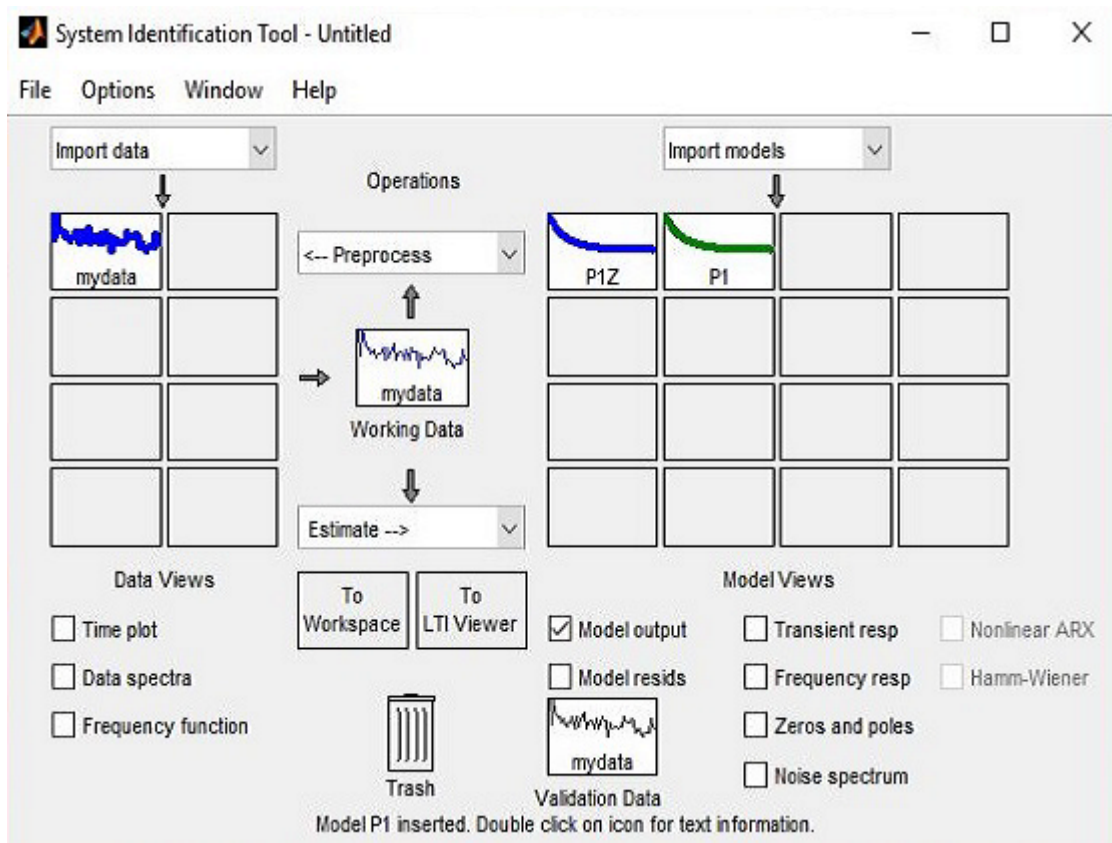 System Identification Tool - Untitled
File Options Window Help
Import data
Import models
Operations
<-- Preprocess
mydata
P1Z
P1
mydata
Working Data
Estimate -->
Data Views
To Workspace
To LTI Viewer
Model Views
Time plot
Data spectra
Frequency function
Model output
Model resids
Transient resp
Frequency resp
Zeros and poles
Noise spectrum
Nonlinear ARX
Hamm-Wiener
Trash
mydata
Validation Data
Model P1 inserted. Double click on icon for text information.